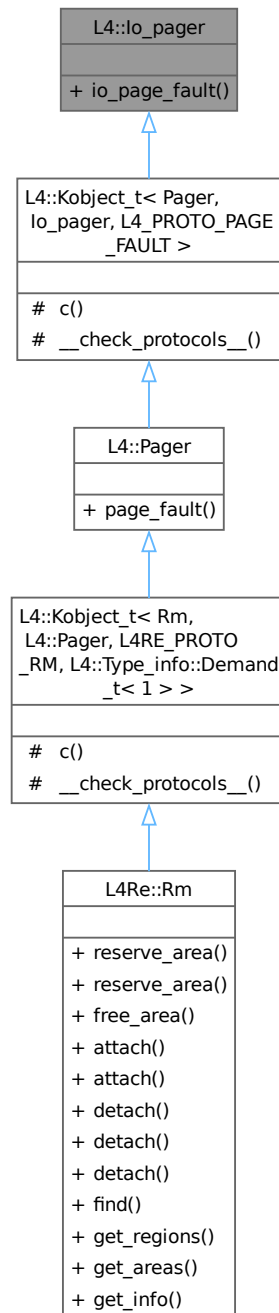 L4::Io_pager
+ io_page_fault()
L4::Kobject_t< Pager,
Io_pager, L4_PROTO_PAGE
_FAULT >
# c()
# __check_protocols__()
L4::Pager
+ page_fault()
L4::Kobject_t< Rm,
L4::Pager, L4RE_PROTO
_RM, L4::Type_info::Demand
_t< 1 > >
# c()
# __check_protocols__()
L4Re::Rm
+ reserve_area()
+ reserve_area()
+ free_area()
+ attach()
+ attach()
+ detach()
+ detach()
+ detach()
+ find()
+ get_regions()
+ get_areas()
+ get_info()